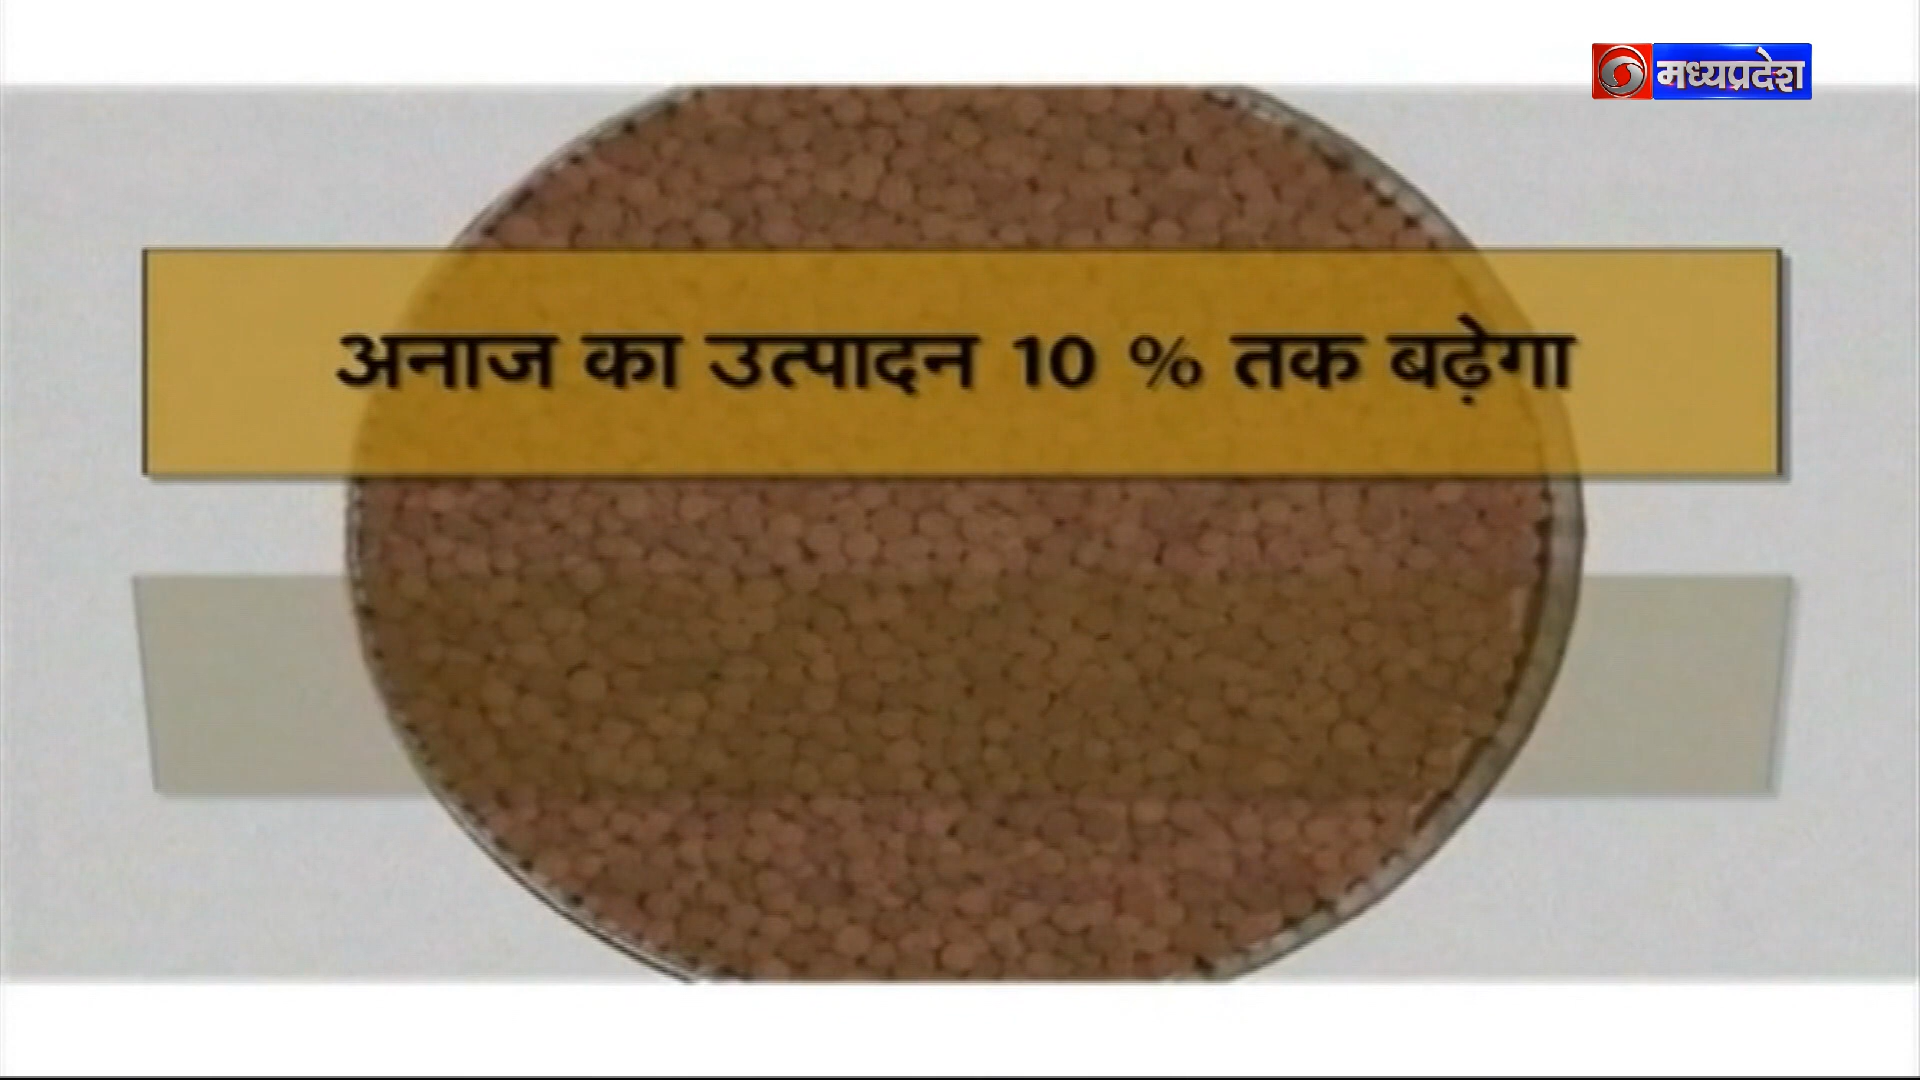 मध्यप्रदेश
अनाज का उत्पादन 10 % तक बढ़ेगा